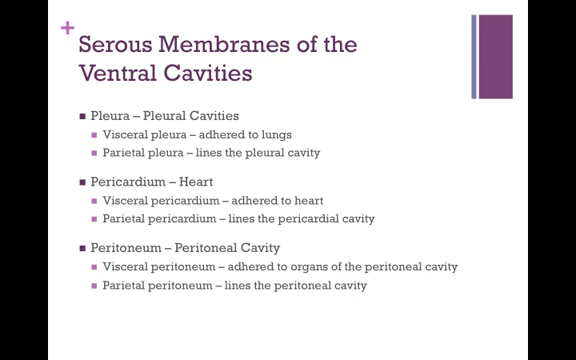 +
Serous Membranes of the
Ventral Cavities
Pleura – Pleural Cavities
Visceral pleura – adhered to lungs
Parietal pleura – lines the pleural cavity
Pericardium – Heart
Visceral pericardium – adhered to heart
Parietal pericardium – lines the pericardial cavity
Peritoneum – Peritoneal Cavity
Visceral peritoneum – adhered to organs of the peritoneal cavity
Parietal peritoneum – lines the peritoneal cavity